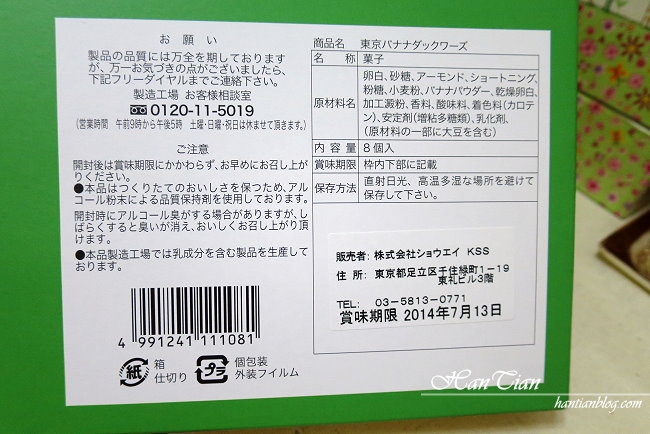 お願い
製品の品質には万全を期しております
が、万一お気づきの点がございましたら、
下記フリーダイヤルまでご連絡下さい。
製造工場 お客様相談室
0120-11-5019
(営業時間 午前9時から午後5時 土曜・日曜・祝日は休ませて頂きます。)
ご注意
開封後は賞味期限にかかわらず、お早めにお召し上が
りください。
●本品はつくりたてのおいしさを保つため、アル
コール粉末による品質保持剤を使用しております。
開封時にアルコール臭がする場合がありますが、し
ばらくすると臭いが消え、おいしくお召し上がり頂
けます。
●本品製造工場では乳成分を含む製品を生産して
おります。
4 991241 111081
紙
箱
仕切り
プラ
個包装
外装フィルム
商品名 東京バナナダックワーズ
名称 菓子
原材料名
卵白、砂糖、アーモンド、ショートニング、
粉糖、小麦粉、バナナパウダー、乾燥卵白、
加工澱粉、香料、酸味料、着色料(カロテ
ン)、安定剤(増粘多糖類)、乳化剤、
(原材料の一部に大豆を含む)
内容量 8個入
賞味期限 枠内下部に記載
保存方法 直射日光、高温多湿な場所を避けて
保存して下さい。
販売者: 株式会社ショウエイ KSS
住 所: 東京都足立区千住緑町1-19
東礼ビル3階
TEL: 03-5813-0771
賞味期限 2014年7月13日
HanTian
hantianblog.com